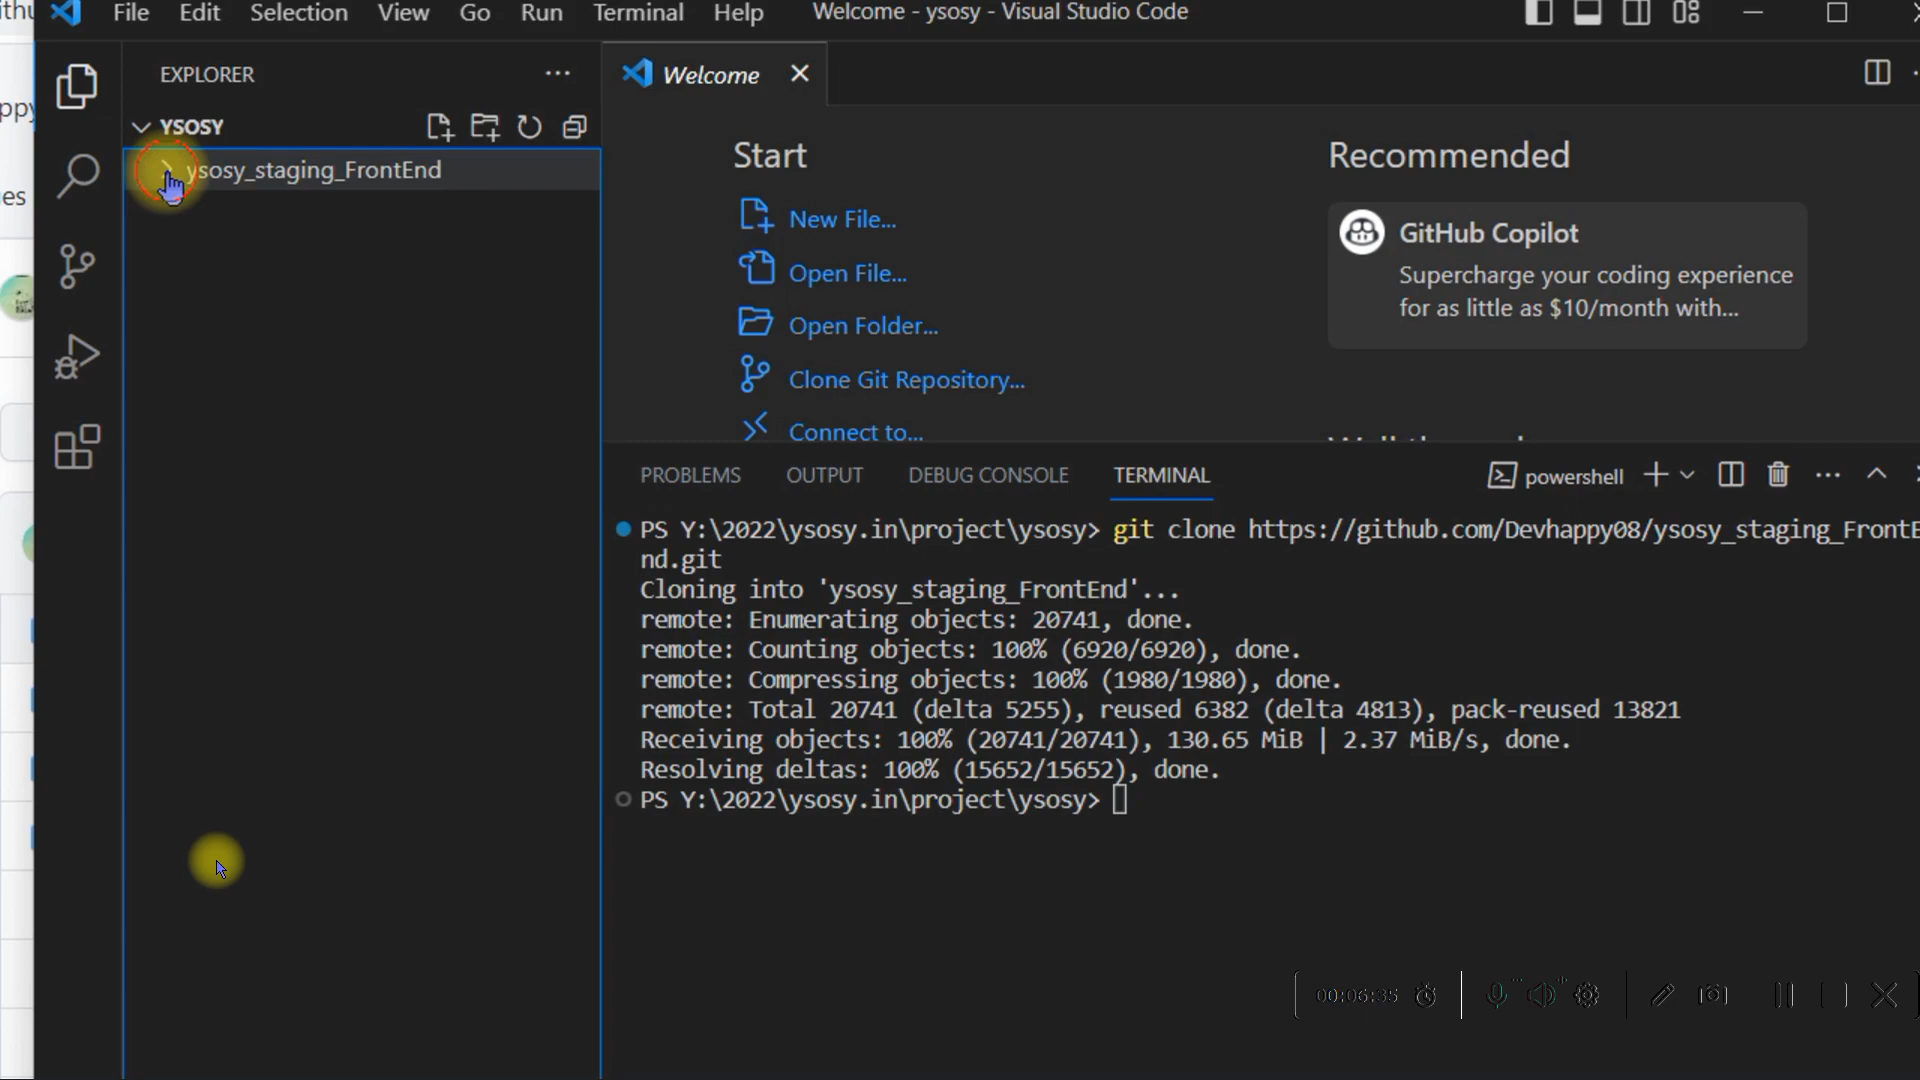 File Edit Selection View Go Run Terminal Help Welcome - ysosy - Visual Studio Code
EXPLORER
YSOSY
ysosy_staging_FrontEnd
Welcome
Start
New File...
Open File...
Open Folder...
Clone Git Repository...
Connect to...
Recommended
GitHub Copilot
Supercharge your coding experience
for as little as $10/month with...
PROBLEMS OUTPUT DEBUG CONSOLE TERMINAL powershell
PS Y:\2022\ysosy.in\project\ysosy> git clone https://github.com/Devhappy08/ysosy_staging_FrontE
nd.git
Cloning into 'ysosy_staging_FrontEnd'...
remote: Enumerating objects: 20741, done.
remote: Counting objects: 100% (6920/6920), done.
remote: Compressing objects: 100% (1980/1980), done.
remote: Total 20741 (delta 5255), reused 6382 (delta 4813), pack-reused 13821
Receiving objects: 100% (20741/20741), 130.65 MiB | 2.37 MiB/s, done.
Resolving deltas: 100% (15652/15652), done.
PS Y:\2022\ysosy.in\project\ysosy>
00:06:35